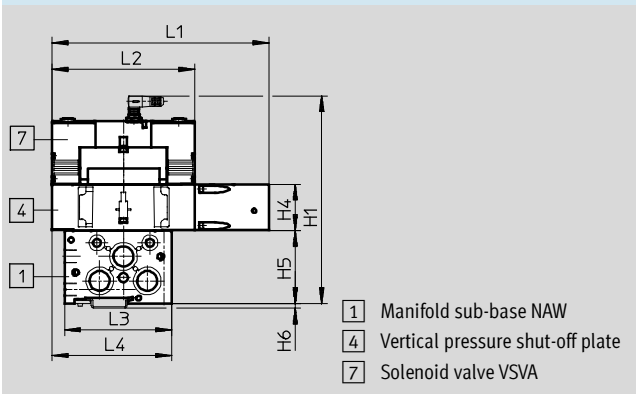 L1
L2
7
4
H4
H1
H5
1
L3
H6
L4
1 Manifold sub-base NAW
4 Vertical pressure shut-off plate
7 Solenoid valve VSVA